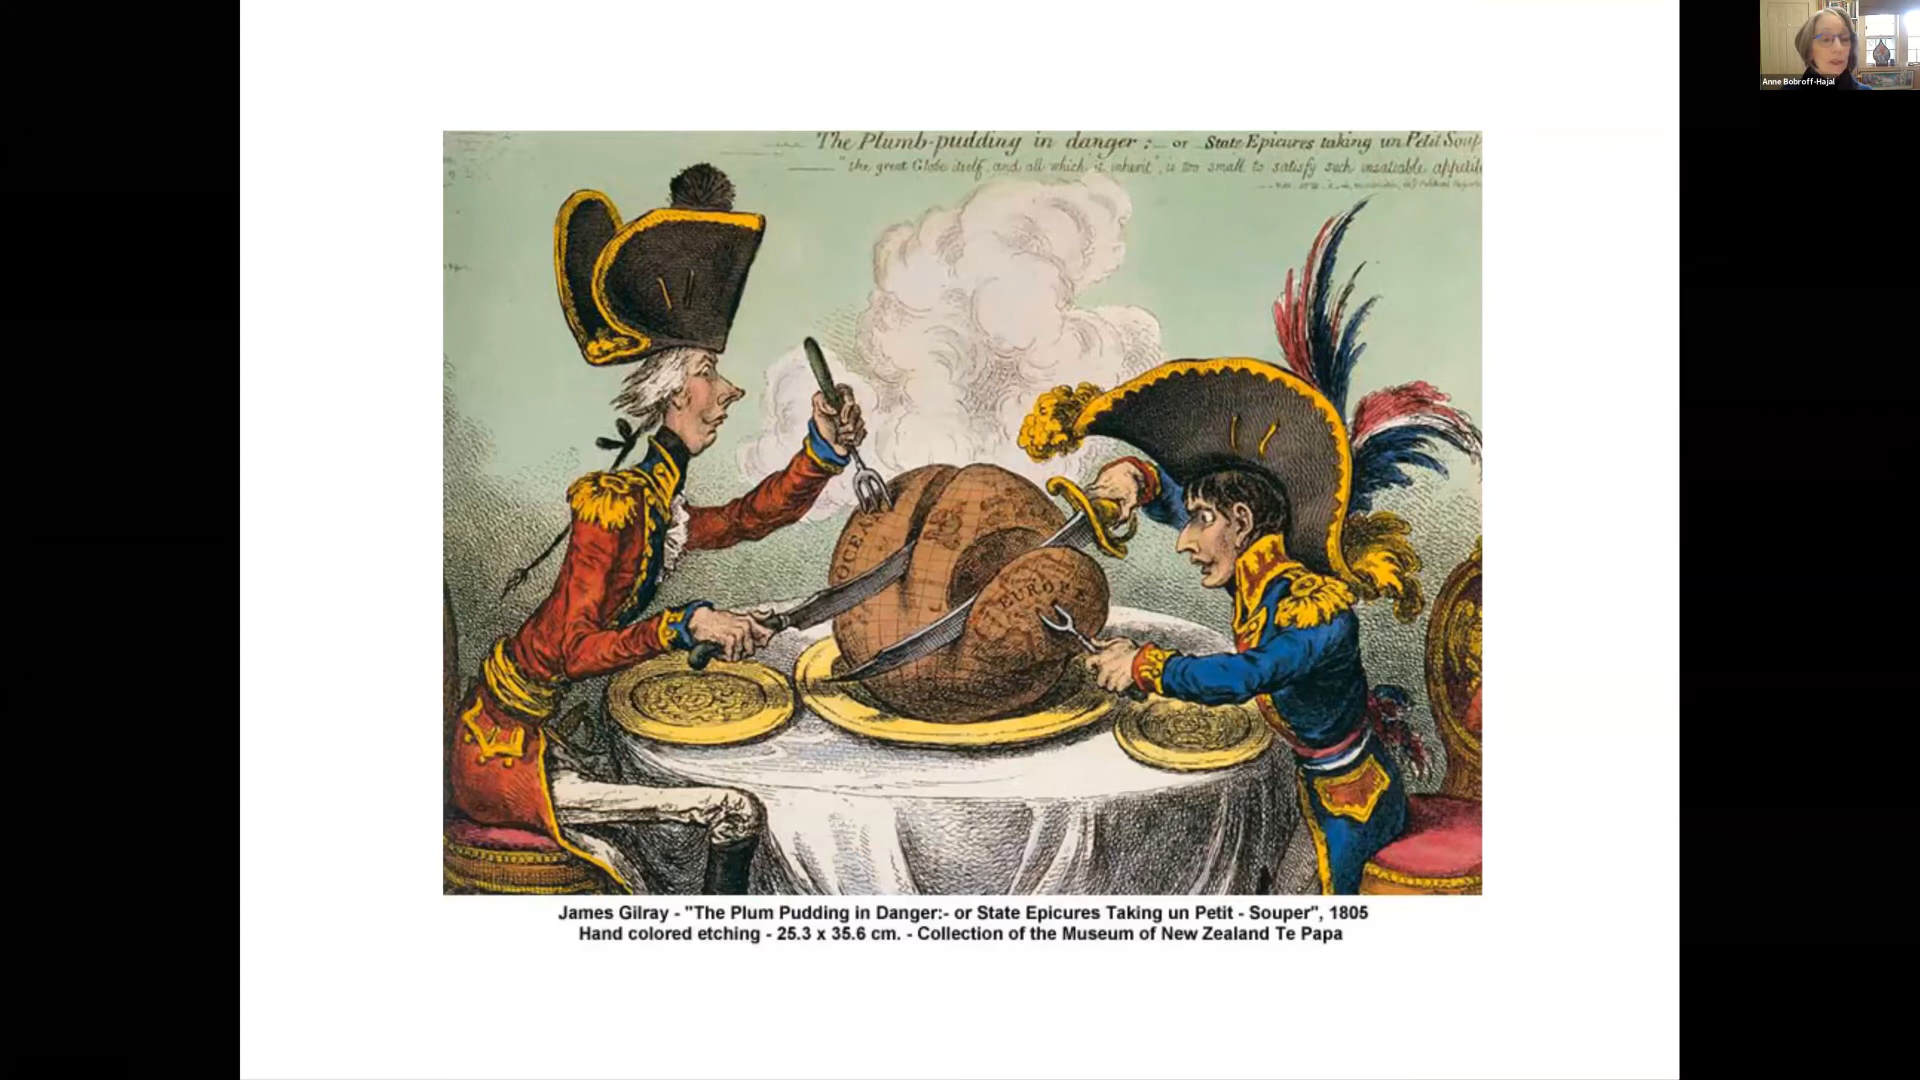 Anne Bobroff-Hajal
The Plumb-pudding in danger:_ or State Epicures taking un Petit Soup
"the great Globe itself, and all which it inherit", is too small to satisfy such insatiable appetite
OCEA
EUROPE
James Gilray - "The Plum Pudding in Danger:- or State Epicures Taking un Petit - Souper", 1805
Hand colored etching - 25.3 x 35.6 cm. - Collection of the Museum of New Zealand Te Papa